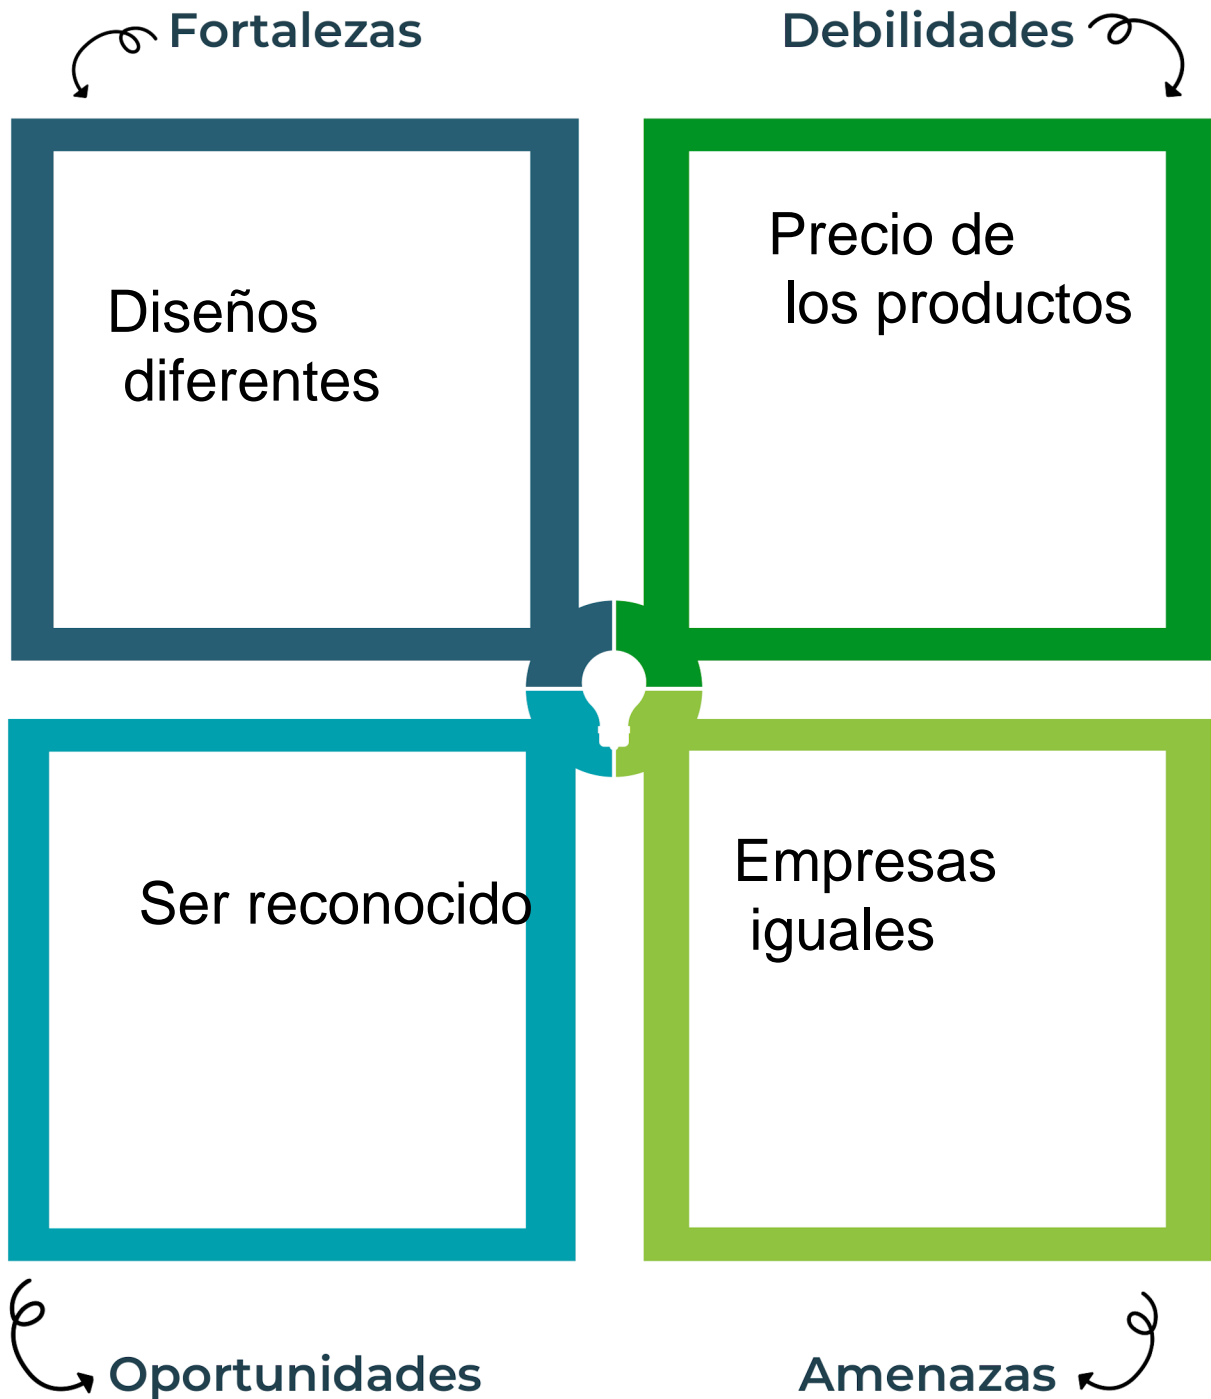 Fortalezas
Debilidades
Diseños
diferentes
Precio de
los productos
Ser reconocido
Empresas
iguales
Oportunidades
Amenazas